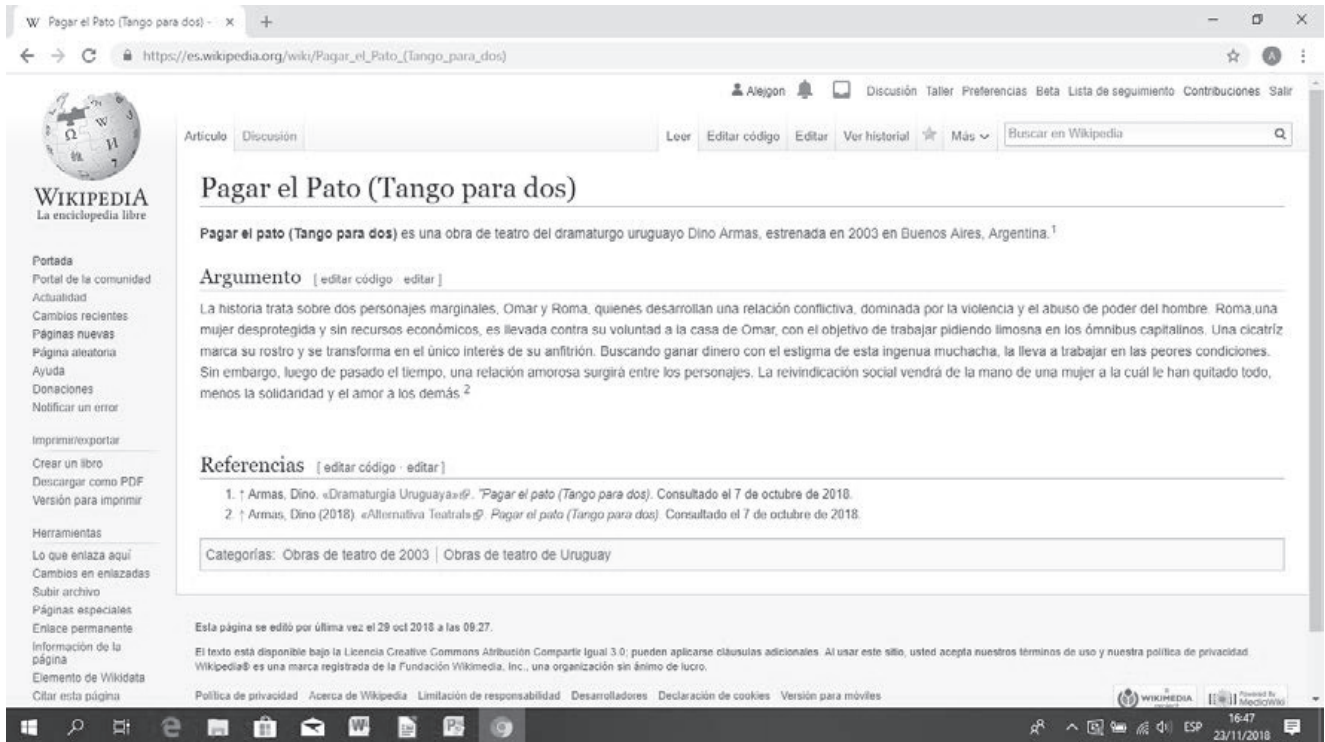 W Pagar el Pato (Tango para dos) - × +
https://es.wikipedia.org/wiki/Pagar_el_Pato_(Tango_para_dos)
A
Alejgon Discusión Taller Preferencias Beta Lista de seguimiento Contribuciones Salir
Artículo Discusión Leer Editar código Editar Ver historial Más Buscar en Wikipedia
WIKIPEDIA
La enciclopedia libre
Portada
Portal de la comunidad
Actualidad
Cambios recientes
Páginas nuevas
Página aleatoria
Ayuda
Donaciones
Notificar un error
Imprimir/exportar
Crear un libro
Descargar como PDF
Versión para imprimir
Herramientas
Lo que enlaza aquí
Cambios en enlazadas
Subir archivo
Páginas especiales
Enlace permanente
Información de la
página
Elemento de Wikidata
Citar esta página
Pagar el Pato (Tango para dos)
Pagar el pato (Tango para dos) es una obra de teatro del dramaturgo uruguayo Dino Armas, estrenada en 2003 en Buenos Aires, Argentina.1
Argumento [ editar código · editar ]
La historia trata sobre dos personajes marginales, Omar y Roma, quienes desarrollan una relación conflictiva, dominada por la violencia y el abuso de poder del hombre. Roma,una
mujer desprotegida y sin recursos económicos, es llevada contra su voluntad a la casa de Omar, con el objetivo de trabajar pidiendo limosna en los ómnibus capitalinos. Una cicatríz
marca su rostro y se transforma en el único interés de su anfitrión. Buscando ganar dinero con el estigma de esta ingenua muchacha, la lleva a trabajar en las peores condiciones.
Sin embargo, luego de pasado el tiempo, una relación amorosa surgirá entre los personajes. La reivindicación social vendrá de la mano de una mujer a la cuál le han quitado todo,
menos la solidaridad y el amor a los demás.2
Referencias [ editar código · editar ]
1. ↑ Armas, Dino. «Dramaturgia Uruguaya». "Pagar el pato (Tango para dos). Consultado el 7 de octubre de 2018.
2. ↑ Armas, Dino (2018). «Alternativa Teatral». Pagar el pato (Tango para dos). Consultado el 7 de octubre de 2018.
Categorías: Obras de teatro de 2003 | Obras de teatro de Uruguay
Esta página se editó por última vez el 29 oct 2018 a las 09:27.
El texto está disponible bajo la Licencia Creative Commons Atribución Compartir Igual 3.0; pueden aplicarse cláusulas adicionales. Al usar este sitio, usted acepta nuestros términos de uso y nuestra política de privacidad.
Wikipedia® es una marca registrada de la Fundación Wikimedia, Inc., una organización sin ánimo de lucro.
Política de privacidad Acerca de Wikipedia Limitación de responsabilidad Desarrolladores Declaración de cookies Versión para móviles
WIKIMEDIA project Powered By MediaWiki
ESP 16:47
23/11/2018